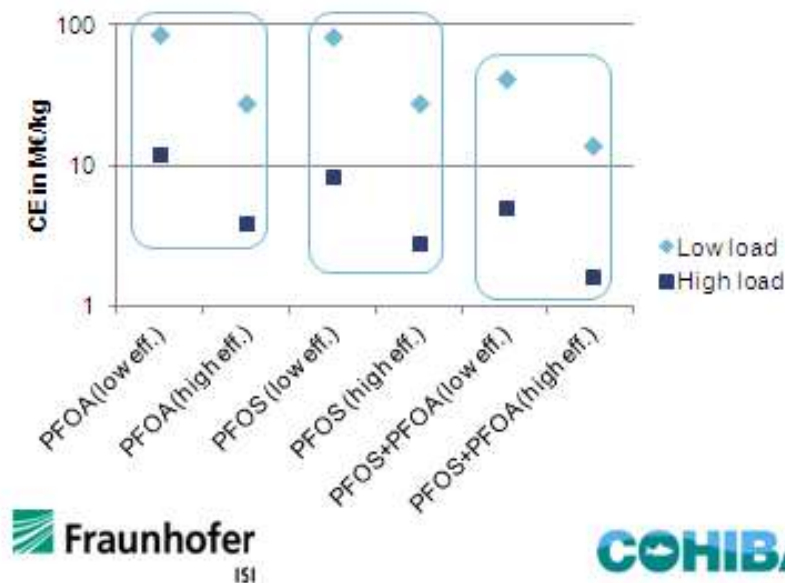 100
10
1
CE in M€/kg
Low load
High load
PFOA (low eff.)
PFOA (high eff.)
PFOS (low eff.)
PFOS (high eff.)
PFOS+PFOA (low eff.)
PFOS+PFOA (high eff.)
Fraunhofer
ISI
COHIBA